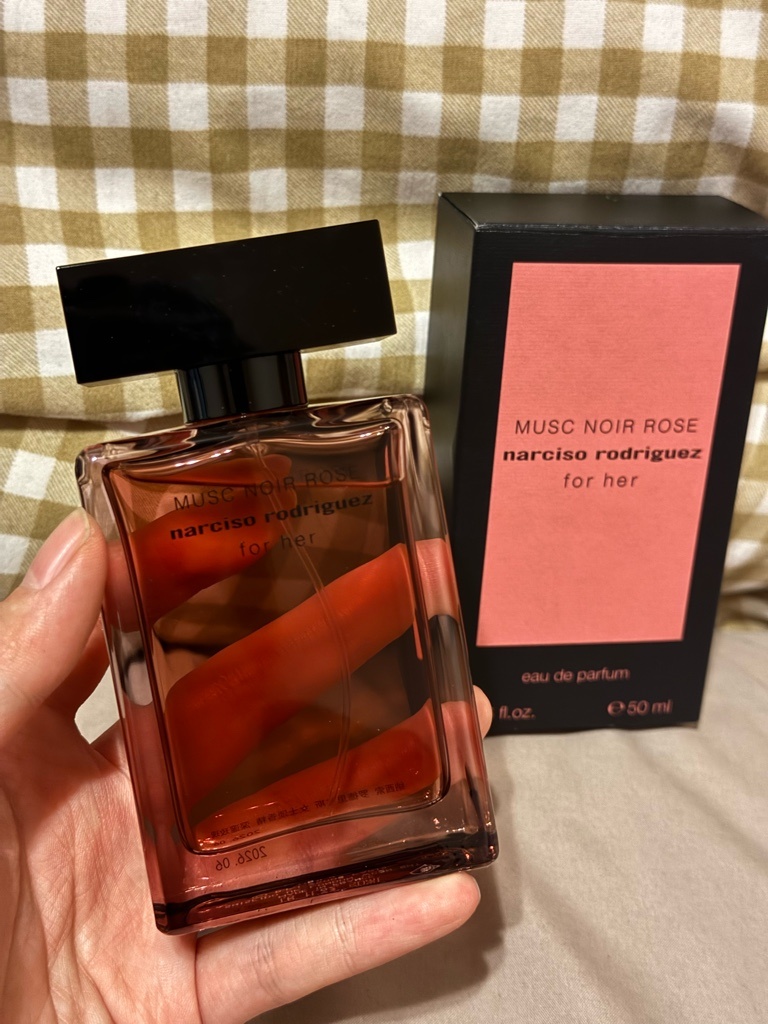 MUSC NOIR ROSE
narciso rodriguez
for her
2026. 06
MUSC NOIR ROSE
narciso rodriguez
for her
eau de parfum
fl.oz.
℮ 50 ml